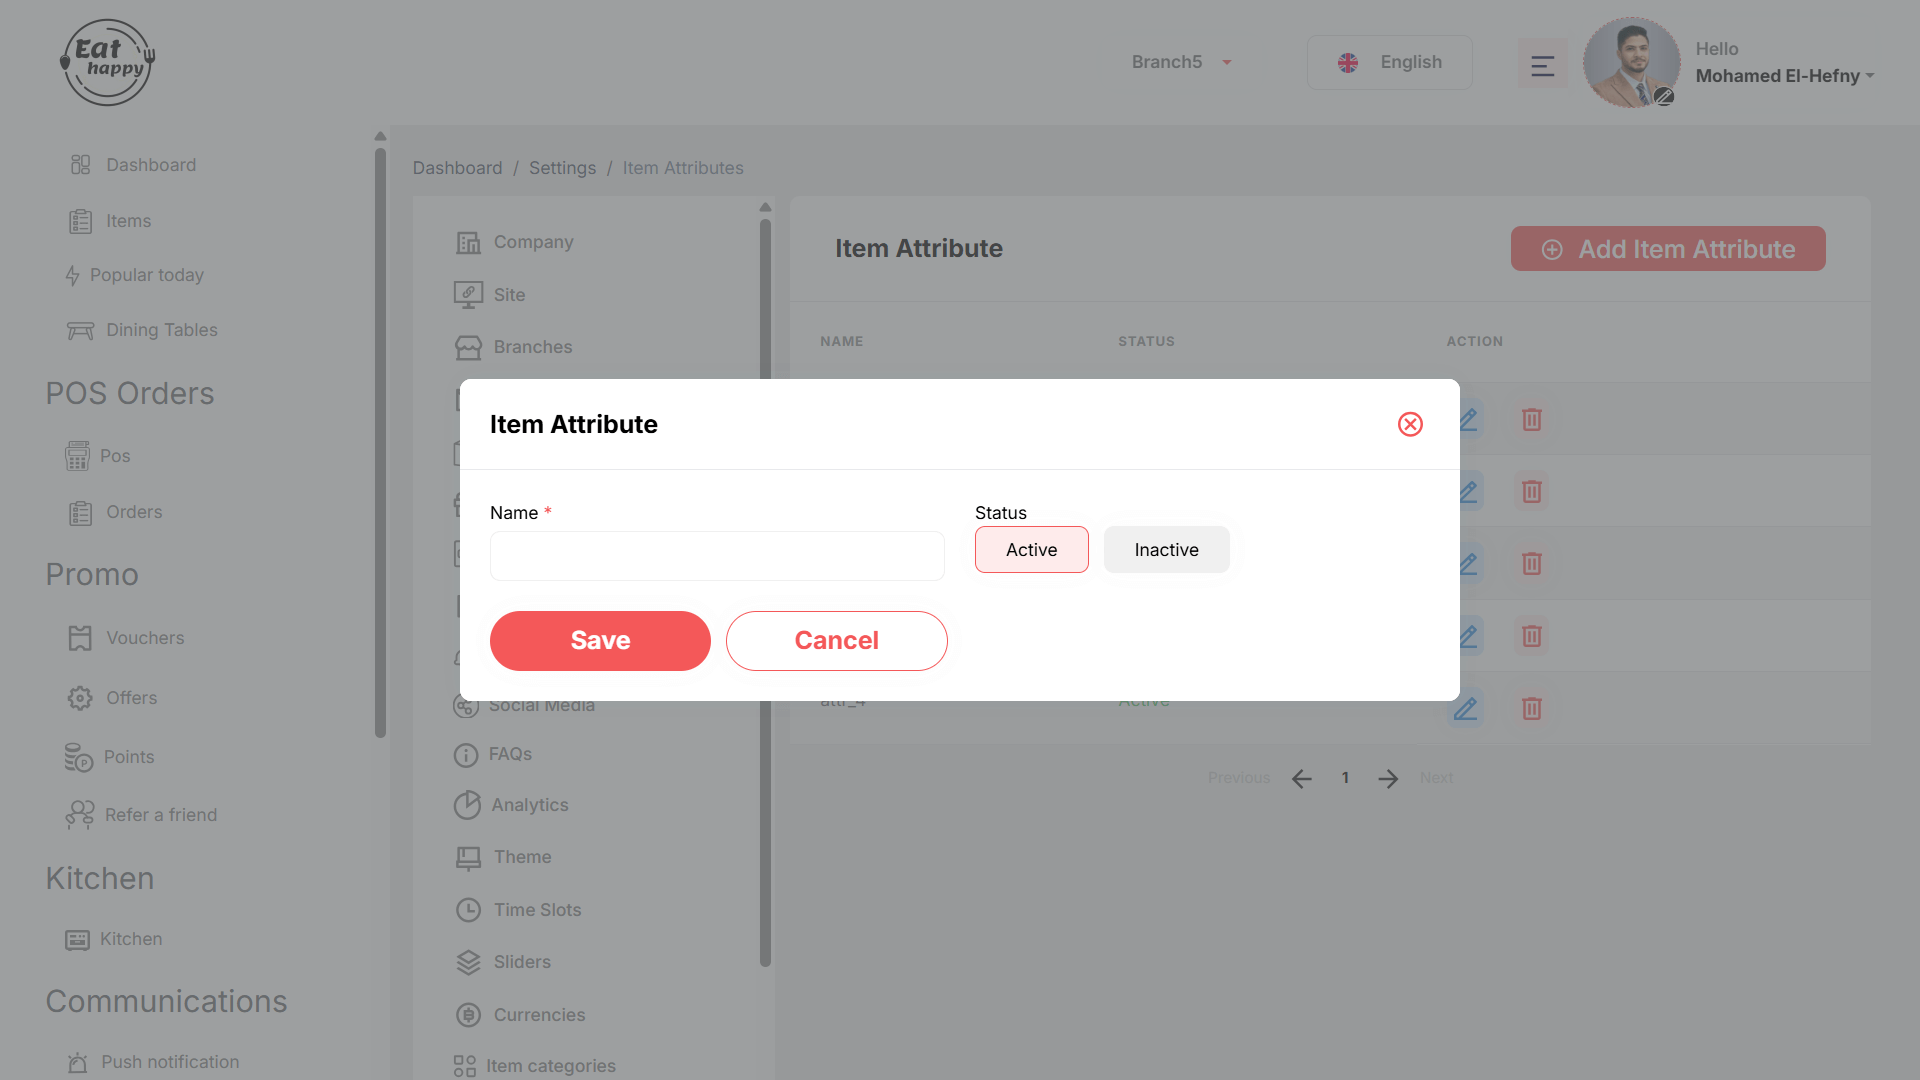 Eat
happy
Branch5
English
Hello
Mohamed El-Hefny
Dashboard
Items
Popular today
Dining Tables
POS Orders
Pos
Orders
Promo
Vouchers
Offers
Points
Refer a friend
Kitchen
Kitchen
Communications
Push notification
Dashboard / Settings / Item Attributes
Company
Site
Branches
Social Media
FAQs
Analytics
Theme
Time Slots
Sliders
Currencies
Item categories
Item Attribute
Add Item Attribute
NAME STATUS ACTION
attr_4 Active
Previous 1 Next
Item Attribute
Name *
Status
Active Inactive
Save Cancel